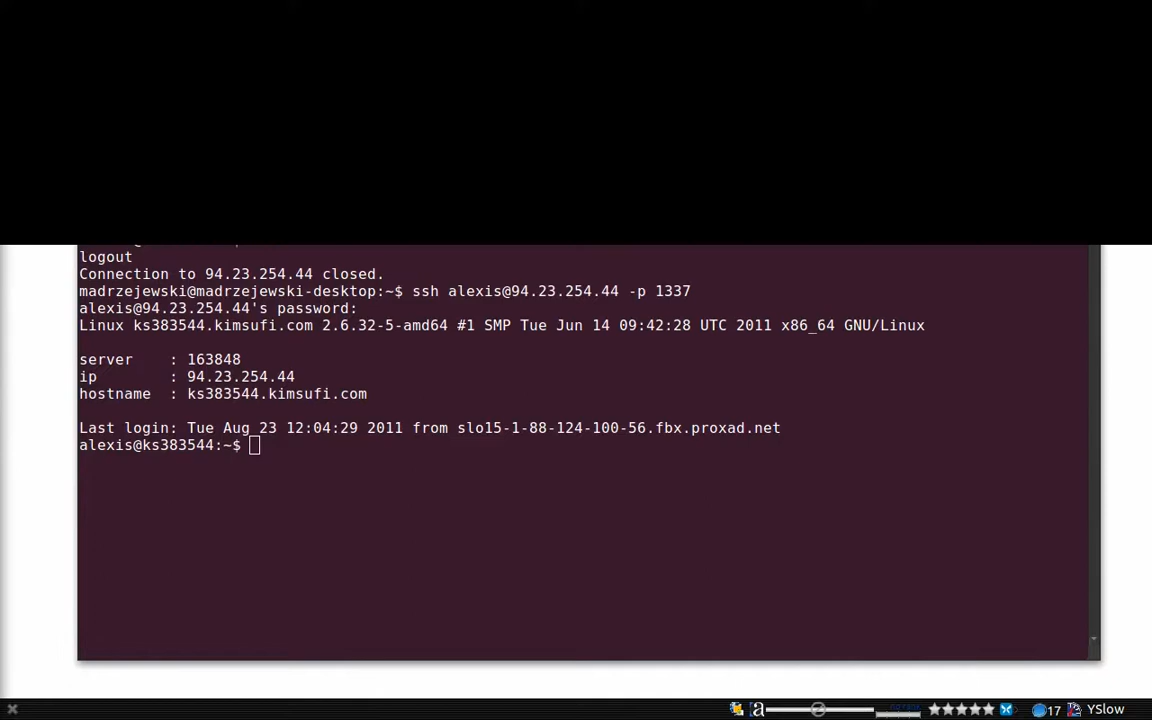 logout
Connection to 94.23.254.44 closed.
madrzejewski@madrzejewski-desktop:~$ ssh alexis@94.23.254.44 -p 1337
alexis@94.23.254.44's password:
Linux ks383544.kimsufi.com 2.6.32-5-amd64 #1 SMP Tue Jun 14 09:42:28 UTC 2011 x86_64 GNU/Linux
server : 163848
ip : 94.23.254.44
hostname : ks383544.kimsufi.com
Last login: Tue Aug 23 12:04:29 2011 from slo15-1-88-124-100-56.fbx.proxad.net
alexis@ks383544:~$
a 17 YSlow